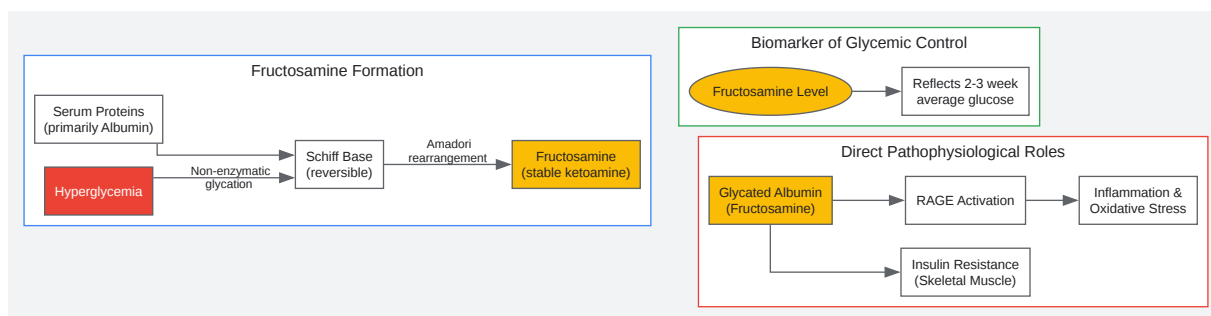 Fructosamine Formation
Serum Proteins
(primarily Albumin)
Hyperglycemia
Non-enzymatic
glycation
Schiff Base
(reversible)
Amadori
rearrangement
Fructosamine
(stable ketoamine)
Biomarker of Glycemic Control
Fructosamine Level
Reflects 2-3 week
average glucose
Direct Pathophysiological Roles
Glycated Albumin
(Fructosamine)
RAGE Activation
Inflammation &
Oxidative Stress
Insulin Resistance
(Skeletal Muscle)